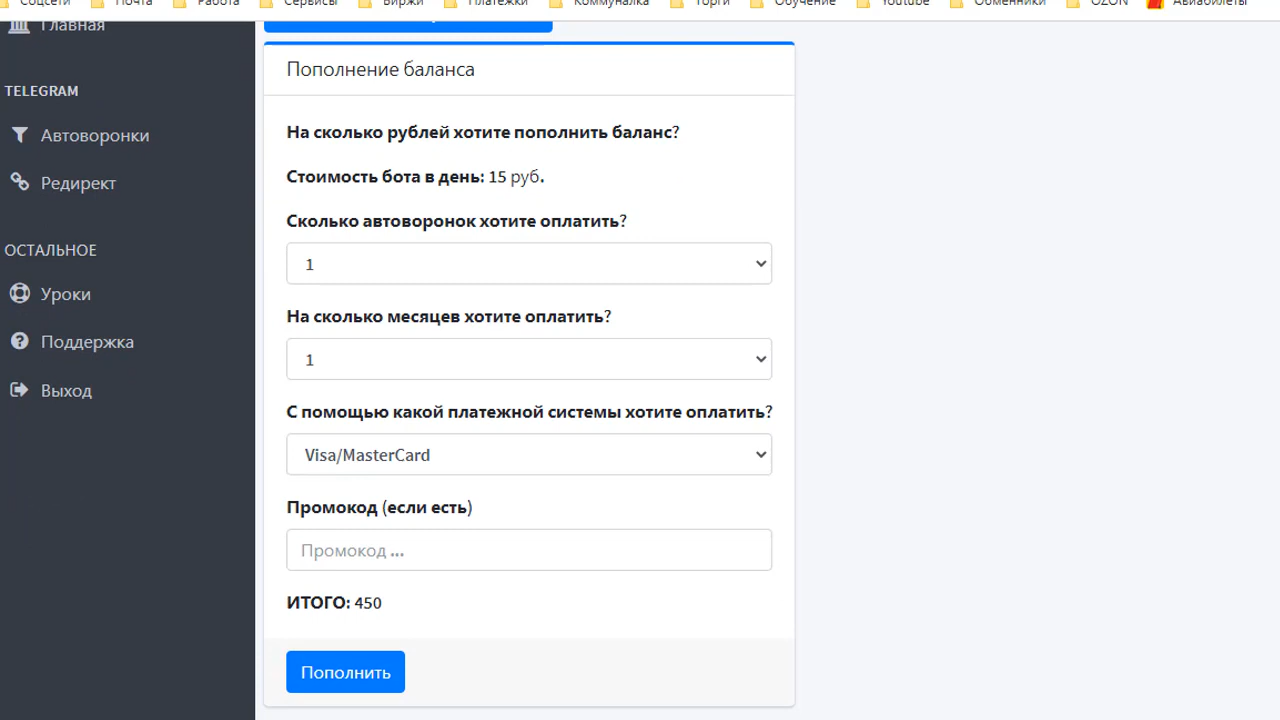 Соцсети Почта Работа Сервисы Биржи Платежки Коммуналка Торги Обучение Youtube Обменники OZON Авиабилеты
Главная
TELEGRAM
Автоворонки
Редирект
ОСТАЛЬНОЕ
Уроки
Поддержка
Выход
Пополнение баланса
На сколько рублей хотите пополнить баланс?
Стоимость бота в день: 15 руб.
Сколько автоворонок хотите оплатить?
1
На сколько месяцев хотите оплатить?
1
С помощью какой платежной системы хотите оплатить?
Visa/MasterCard
Промокод (если есть)
Промокод ...
ИТОГО: 450
Пополнить